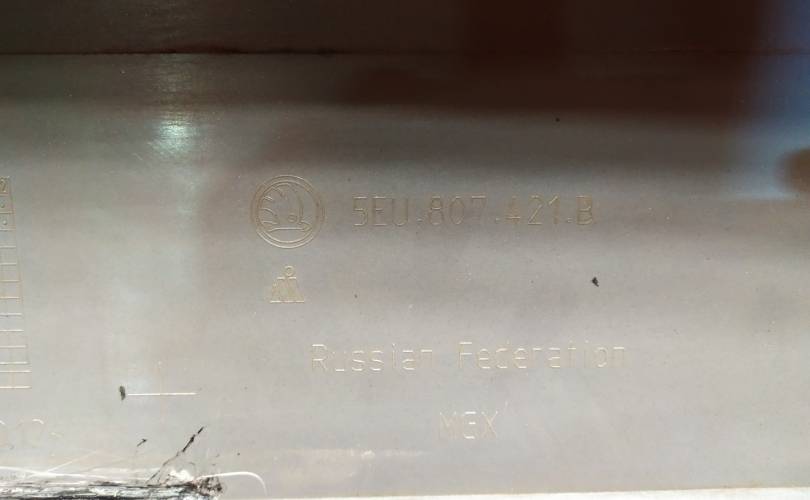 5EU.807.421.B
Russian Federation
MEX